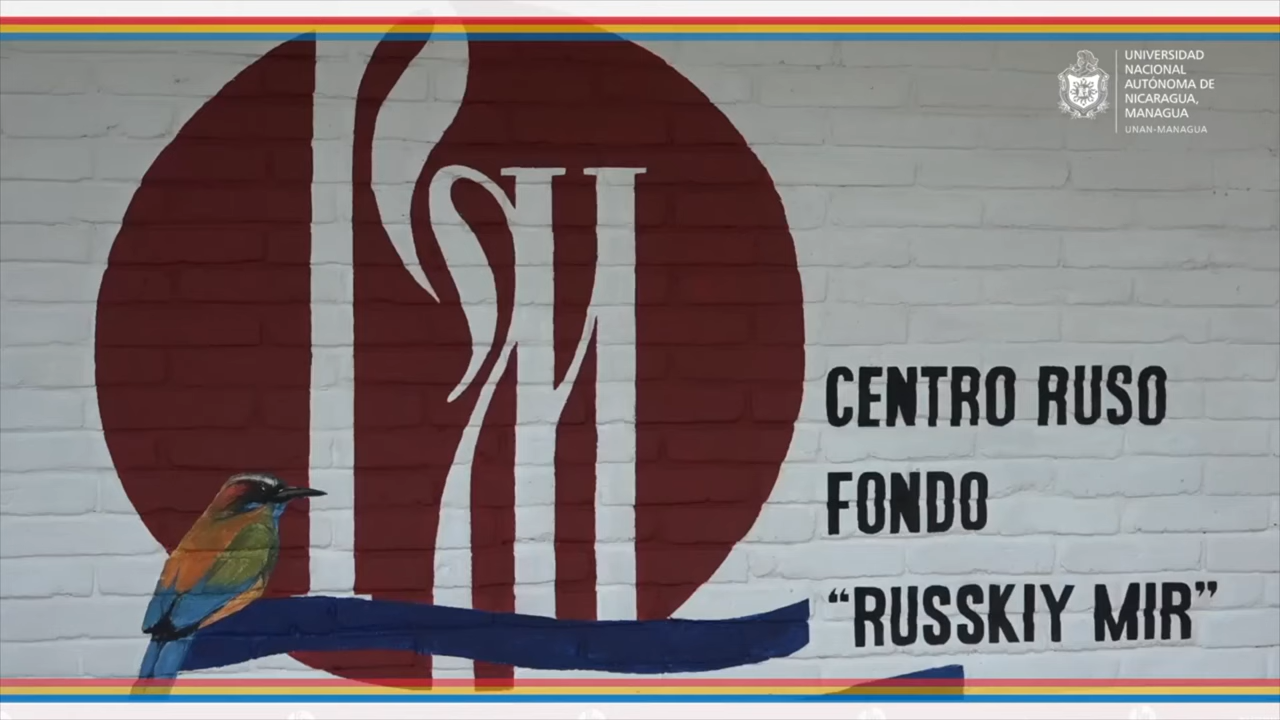 UNIVERSIDAD
NACIONAL
AUTÓNOMA DE
NICARAGUA,
MANAGUA
UNAN-MANAGUA
CENTRO RUSO
FONDO
“RUSSKIY MIR”